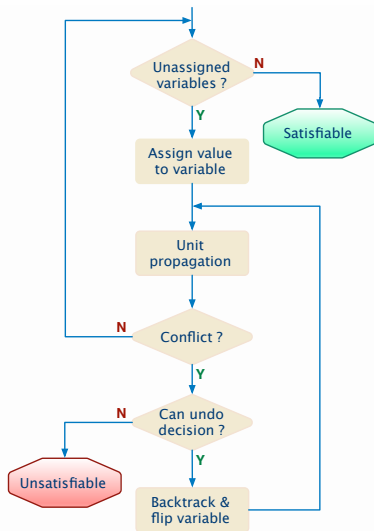 Unassigned
variables ?
N
Y
Satisfiable
Assign value
to variable
Unit
propagation
N
Conflict ?
Y
N
Can undo
decision ?
Y
Unsatisfiable
Backtrack &
flip variable